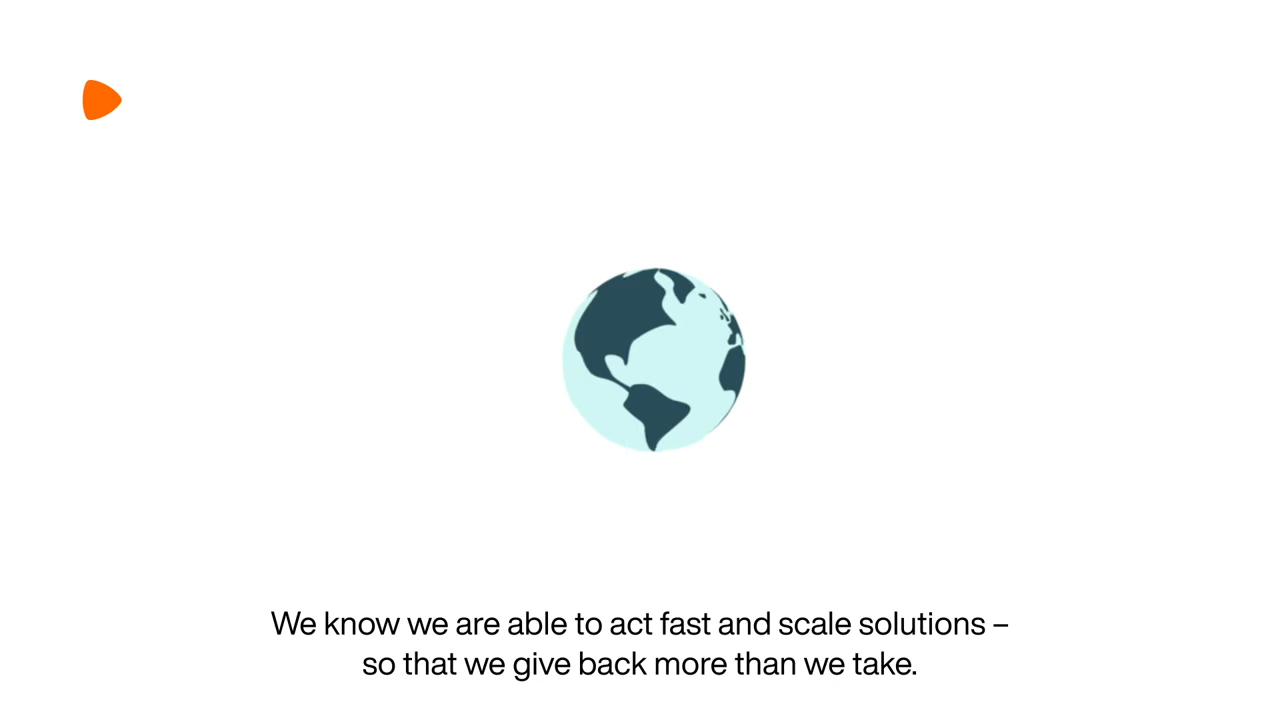 We know we are able to act fast and scale solutions –
so that we give back more than we take.